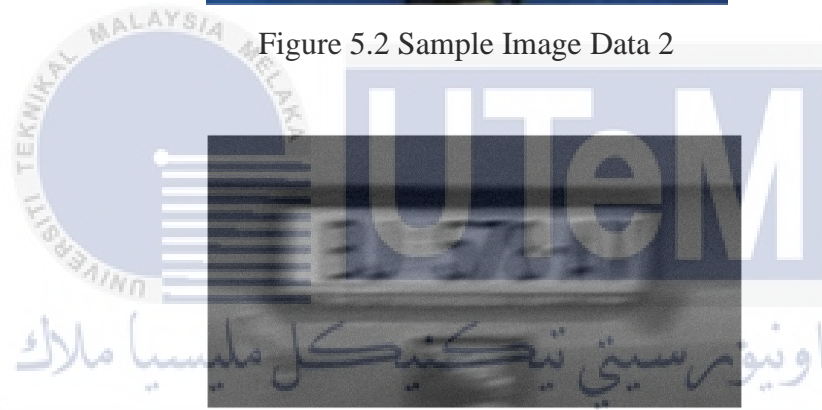 Figure 5.2 Sample Image Data 2
UNIVERSITI TEKNIKAL MALAYSIA MELAKA
UTeM
اونيۏرسيتي تيكنيكل مليسيا ملاك